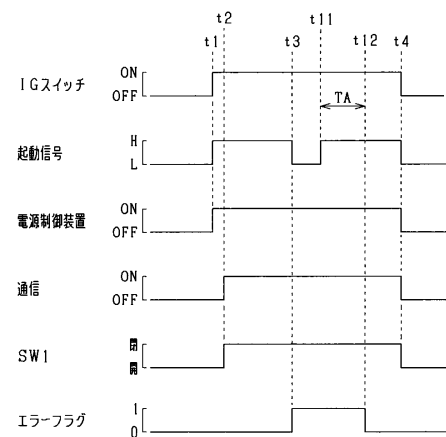 t2 t11
t1 t3 t12 t4
IGスイッチ ON
OFF
TA
起動信号 H
L
電源制御装置 ON
OFF
通信 ON
OFF
SW1 閉
開
エラーフラグ 1
0